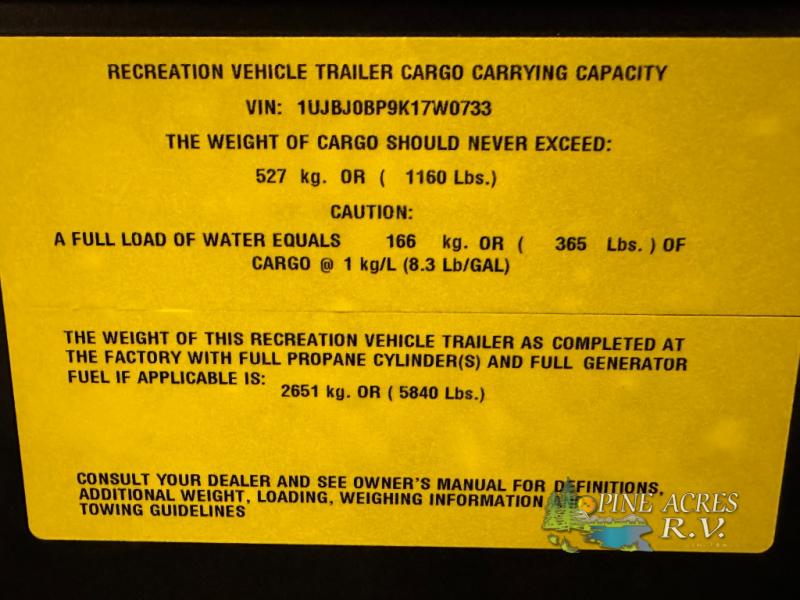 RECREATION VEHICLE TRAILER CARGO CARRYING CAPACITY
VIN: 1UJBJ0BP9K17W0733
THE WEIGHT OF CARGO SHOULD NEVER EXCEED:
527 kg. OR ( 1160 Lbs.)
CAUTION:
A FULL LOAD OF WATER EQUALS 166 kg. OR ( 365 Lbs. ) OF
CARGO @ 1 kg/L (8.3 Lb/GAL)
THE WEIGHT OF THIS RECREATION VEHICLE TRAILER AS COMPLETED AT
THE FACTORY WITH FULL PROPANE CYLINDER(S) AND FULL GENERATOR
FUEL IF APPLICABLE IS:
2651 kg. OR ( 5840 Lbs.)
CONSULT YOUR DEALER AND SEE OWNER'S MANUAL FOR DEFINITIONS,
ADDITIONAL WEIGHT, LOADING, WEIGHING INFORMATION
TOWING GUIDELINES
PINE ACRES
R.V.